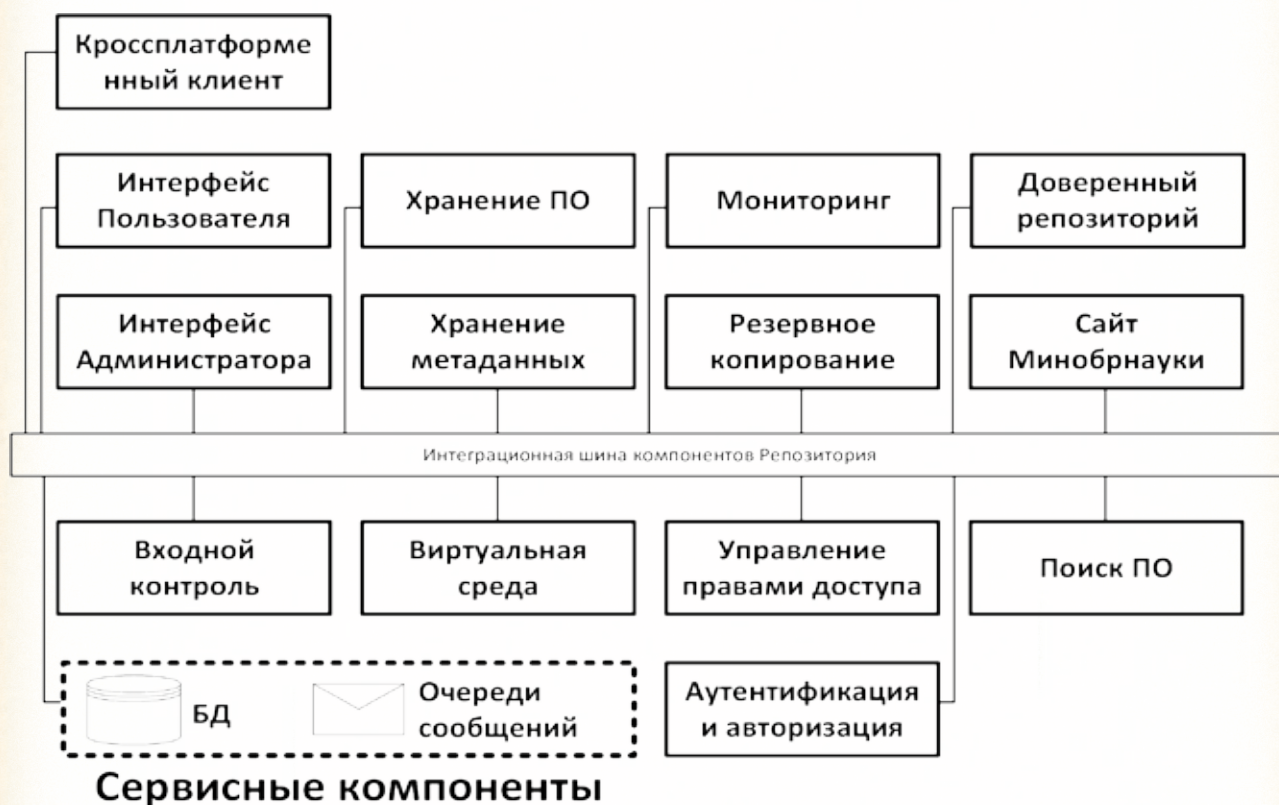 Кроссплатформе
нный клиент
Интерфейс
Пользователя
Хранение ПО
Мониторинг
Доверенный
репозиторий
Интерфейс
Администратора
Хранение
метаданных
Резервное
копирование
Сайт
Минобрнауки
Интеграционная шина компонентов Репозитория
Входной
контроль
Виртуальная
среда
Управление
правами доступа
Поиск ПО
БД
Очереди
сообщений
Аутентификация
и авторизация
Сервисные компоненты